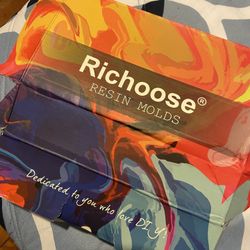 Richoose®
RESIN MOLDS
Dedicated to you who love DIY!